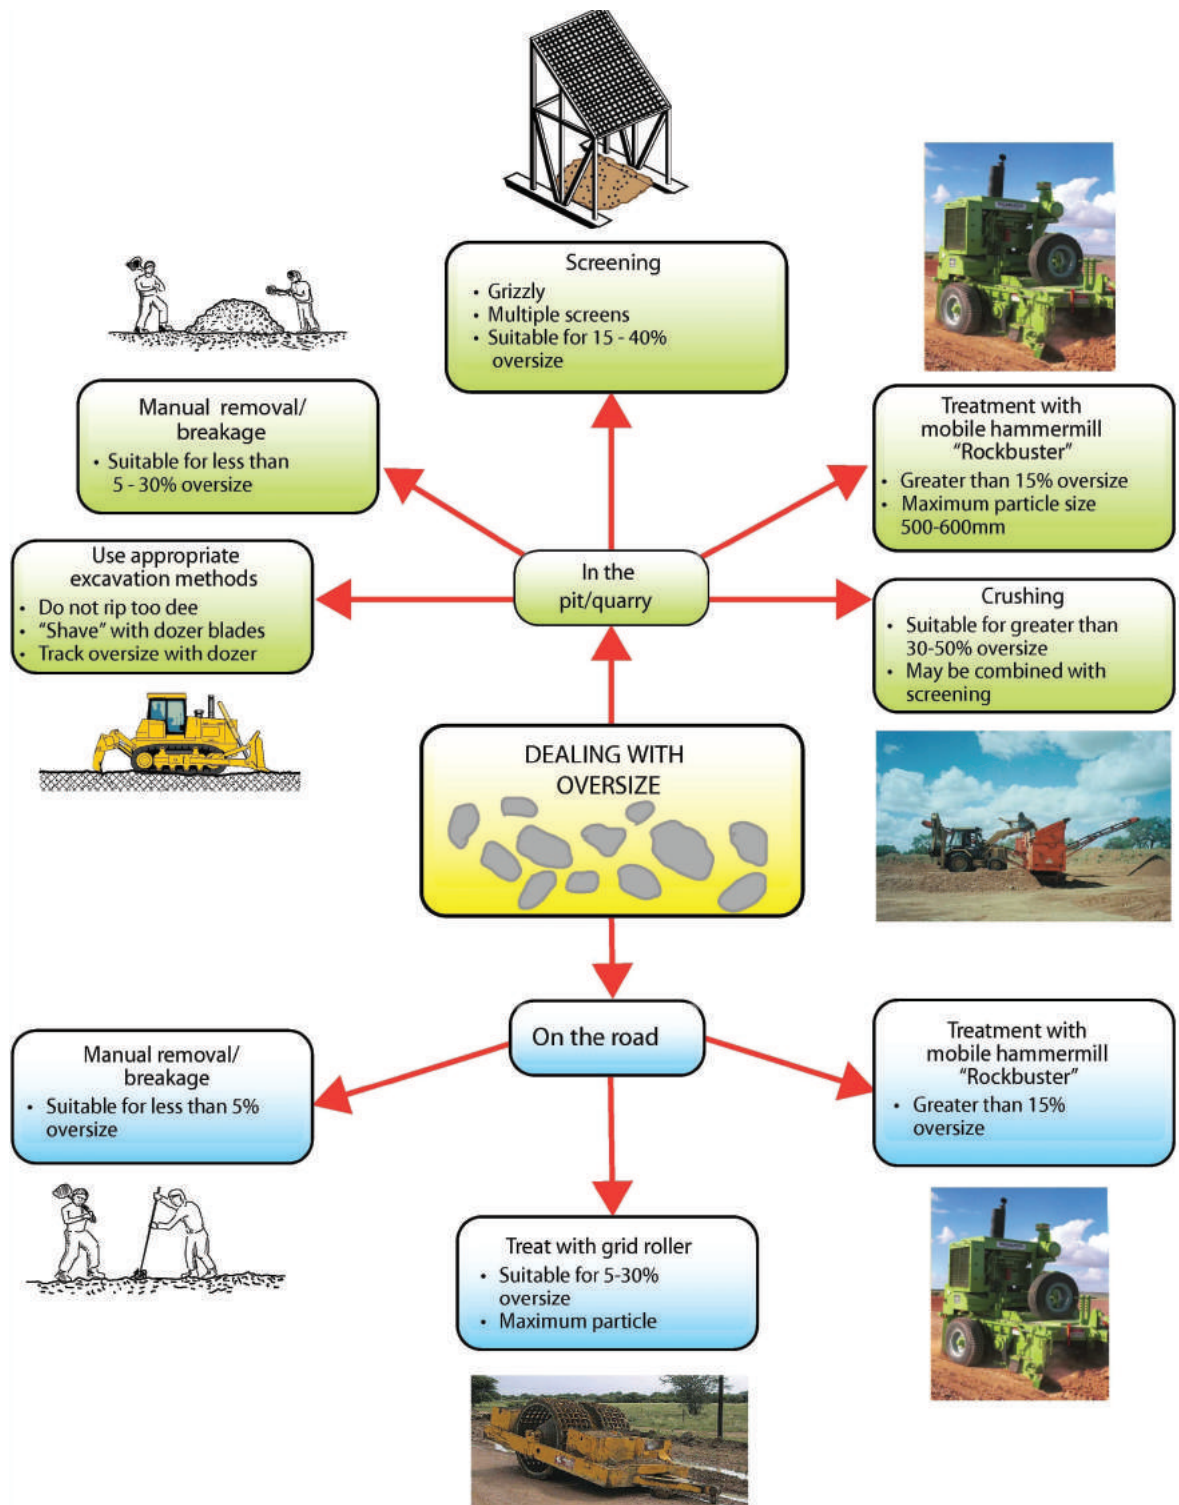 Screening
• Grizzly
• Multiple screens
• Suitable for 15 - 40%
oversize
Manual removal/
breakage
• Suitable for less than
5 - 30% oversize
Treatment with
mobile hammermill
“Rockbuster”
• Greater than 15% oversize
• Maximum particle size
500-600mm
Use appropriate
excavation methods
• Do not rip too dee
• “Shave” with dozer blades
• Track oversize with dozer
In the
pit/quarry
Crushing
• Suitable for greater than
30-50% oversize
• May be combined with
screening
DEALING WITH
OVERSIZE
On the road
Manual removal/
breakage
• Suitable for less than 5%
oversize
Treatment with
mobile hammermill
“Rockbuster”
• Greater than 15%
oversize
Treat with grid roller
• Suitable for 5-30%
oversize
• Maximum particle